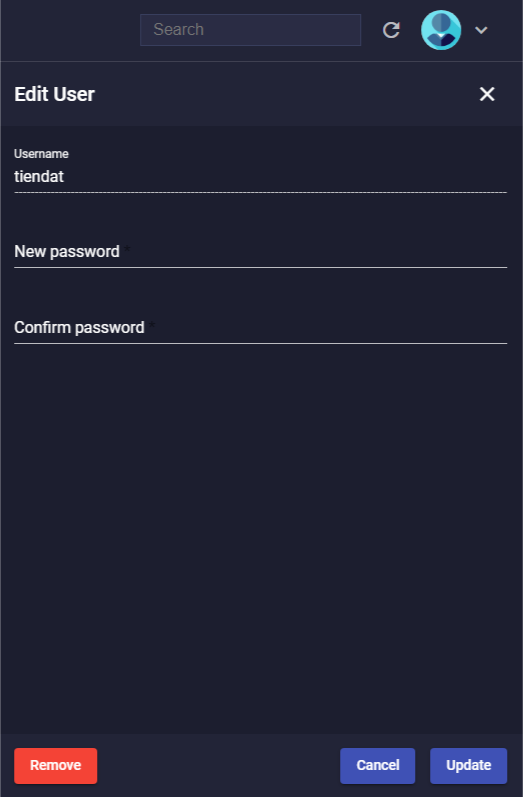 Search
Edit User
Username
tiendat
New password *
Confirm password *
Remove
Cancel
Update